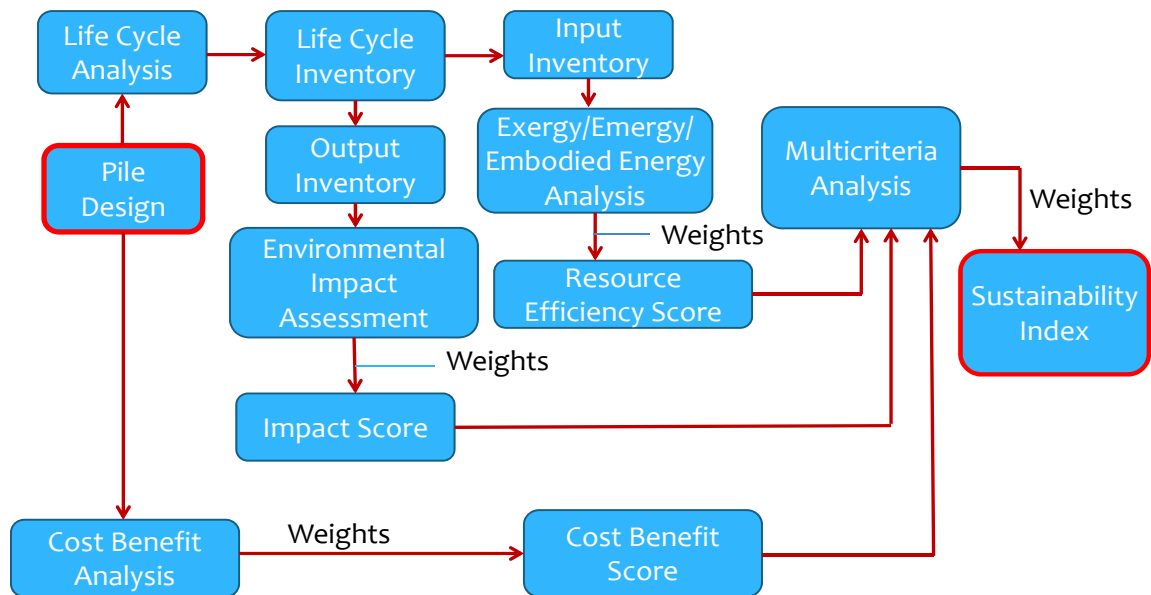 Life Cycle
Analysis
Life Cycle
Inventory
Input
Inventory
Pile
Design
Output
Inventory
Exergy/Emergy/
Embodied Energy
Analysis
Multicriteria
Analysis
Weights
Weights
Environmental
Impact
Assessment
Resource
Efficiency Score
Sustainability
Index
Weights
Impact Score
Cost Benefit
Analysis
Weights
Cost Benefit
Score